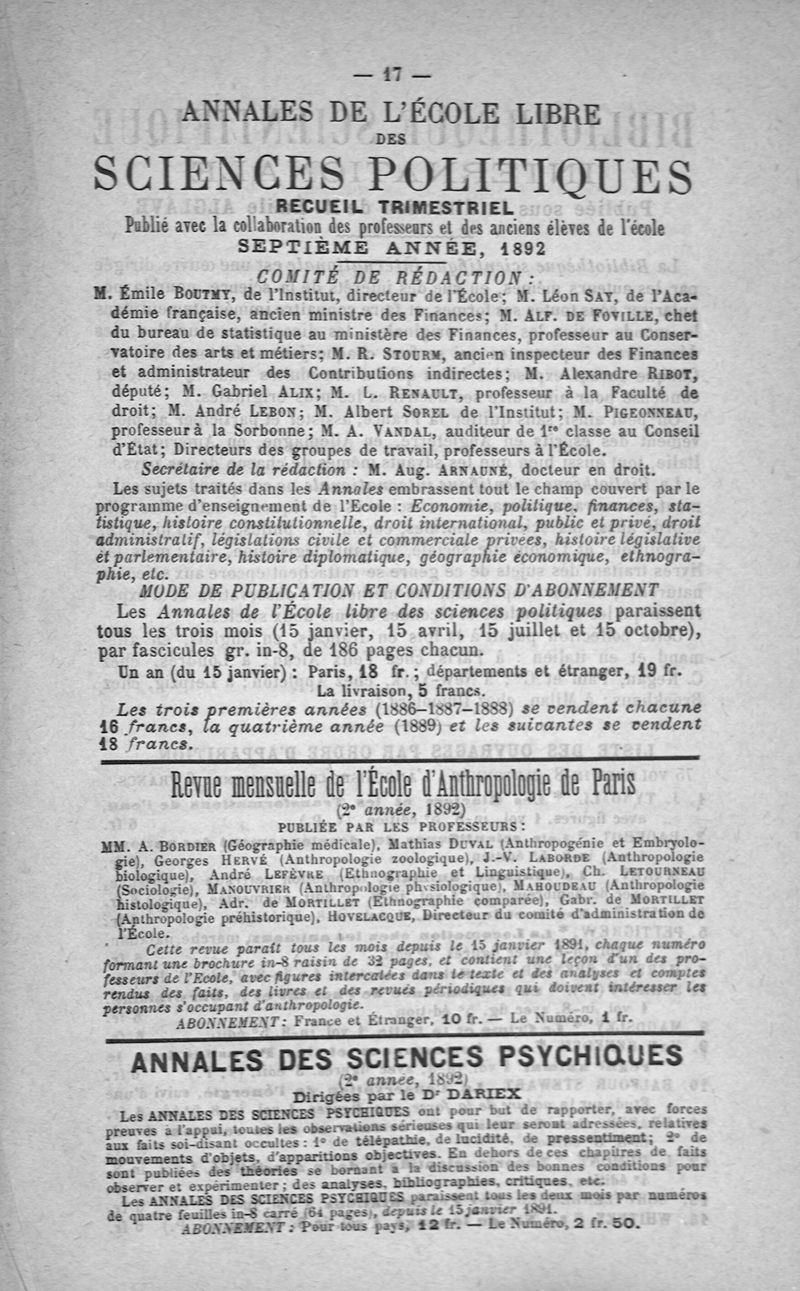 — 17 —
ANNALES DE L'ÉCOLE LIBRE
DES
SCIENCES POLITIQUES
RECUEIL TRIMESTRIEL
Publié avec la collaboration des professeurs et des anciens élèves de l'école
SEPTIÈME ANNÉE, 1892
COMITÉ DE RÉDACTION :
M. Émile BOUTMY, de l'Institut, directeur de l'École; M. Léon SAY, de l'Aca-
démie française, ancien ministre des Finances; M. ALF. DE FOVILLE, chef
du bureau de statistique au ministère des Finances, professeur au Conser-
vatoire des arts et métiers; M. R. STOURM, ancien inspecteur des Finances
et administrateur des Contributions indirectes; M. Alexandre RIBOT,
député; M. Gabriel ALIX; M. L. RENAULT, professeur à la Faculté de
droit; M. André LEBON; M. Albert SOREL de l'Institut; M. PIGEONNEAU,
professeur à la Sorbonne; M. A. VANDAL, auditeur de 1re classe au Conseil
d'État; Directeurs des groupes de travail, professeurs à l'École.
Secrétaire de la rédaction : M. Aug. ARNAUNÉ, docteur en droit.
Les sujets traités dans les Annales embrassent tout le champ couvert par le
programme d'enseignement de l'Ecole : Economie, politique, finances, sta-
tistique, histoire constitutionnelle, droit international, public et privé, droit
administratif, législations civile et commerciale privées, histoire législative
et parlementaire, histoire diplomatique, géographie économique, ethnogra-
phie, etc.
MODE DE PUBLICATION ET CONDITIONS D'ABONNEMENT
Les Annales de l'École libre des sciences politiques paraissent
tous les trois mois (15 janvier, 15 avril, 15 juillet et 15 octobre),
par fascicules gr. in-8, de 186 pages chacun.
Un an (du 15 janvier) : Paris, 18 fr. ; départements et étranger, 19 fr.
La livraison, 5 francs.
Les trois premières années (1886-1887-1888) se vendent chacune
16 francs, la quatrième année (1889) et les suivantes se vendent
18 francs.
Revue mensuelle de l'École d'Anthropologie de Paris
(2e année, 1892)
PUBLIÉE PAR LES PROFESSEURS :
MM. A. BORDIER (Géographie médicale), Mathias DUVAL (Anthropogénie et Embryolo-
gie), Georges HERVÉ (Anthropologie zoologique), J.-V. LABORDE (Anthropologie
biologique), André LEFÈVRE (Ethnographie et Linguistique), Ch. LETOURNEAU
(Sociologie), MANOUVRIER (Anthropologie physiologique), MAHOUDEAU (Anthropologie
histologique), Adr. de MORTILLET (Ethnographie comparée), Gabr. de MORTILLET
(Anthropologie préhistorique), HOVELACQUE, Directeur du comité d'administration de
l'École.
Cette revue paraît tous les mois depuis le 15 janvier 1891, chaque numéro
formant une brochure in-8 raisin de 32 pages, et contient une leçon d'un des pro-
fesseurs de l'Ecole, avec figures intercalées dans le texte et des analyses et comptes
rendus des faits, des livres et des revues périodiques qui doivent intéresser les
personnes s'occupant d'anthropologie.
ABONNEMENT : France et Étranger, 10 fr. — Le Numéro, 1 fr.
ANNALES DES SCIENCES PSYCHIQUES
(2e année, 1892)
Dirigées par le Dr DARIEX
Les ANNALES DES SCIENCES PSYCHIQUES ont pour but de rapporter, avec forces
preuves à l'appui, toutes les observations sérieuses qui leur seront adressées, relatives
aux faits soi-disant occultes : 1° de télépathie, de lucidité, de pressentiment; 2° de
mouvements d'objets, d'apparitions objectives. En dehors de ces chapitres de faits
sont publiées des théories se bornant à la discussion des bonnes conditions pour
observer et expérimenter ; des analyses, bibliographies, critiques, etc.
Les ANNALES DES SCIENCES PSYCHIQUES paraissent tous les deux mois par numéros
de quatre feuilles in-8 carré (64 pages), depuis le 15 janvier 1891.
ABONNEMENT : Pour tous pays, 12 fr. — Le Numéro, 2 fr. 50.